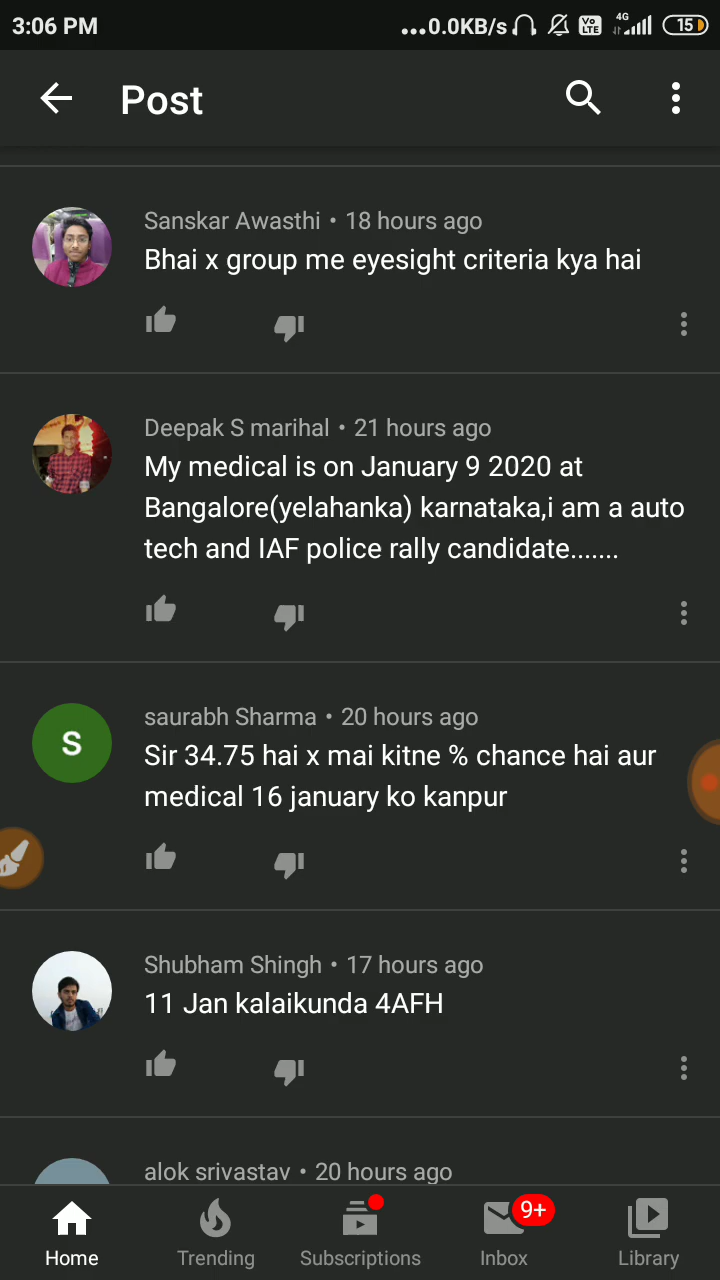 3:06 PM
...0.0KB/s
Vo
LTE
4G
15
Post
Sanskar Awasthi • 18 hours ago
Bhai x group me eyesight criteria kya hai
Deepak S marihal • 21 hours ago
My medical is on January 9 2020 at
Bangalore(yelahanka) karnataka,i am a auto
tech and IAF police rally candidate.......
S
saurabh Sharma • 20 hours ago
Sir 34.75 hai x mai kitne % chance hai aur
medical 16 january ko kanpur
Shubham Shingh • 17 hours ago
11 Jan kalaikunda 4AFH
alok srivastav • 20 hours ago
9+
Home
Trending
Subscriptions
Inbox
Library